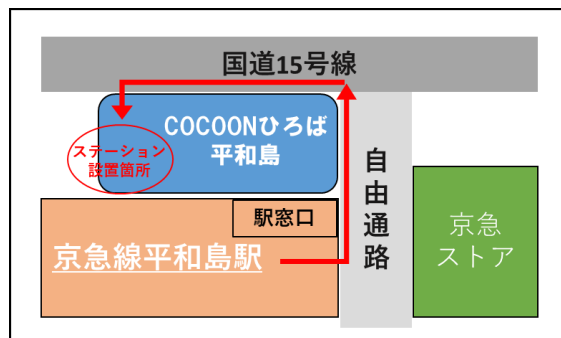 国道15号線
COCOONひろば
平和島
ステーション
設置箇所
駅窓口
京急線平和島駅
自由通路
京急
ストア